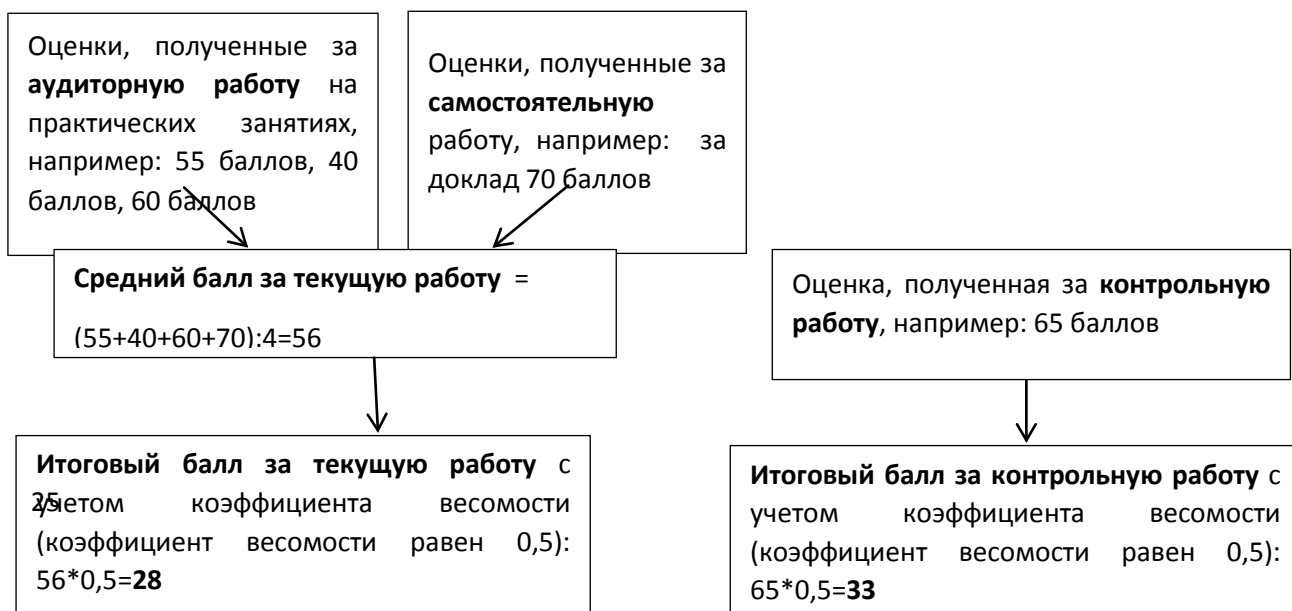 Оценки, полученные за
аудиторную работу на
практических занятиях,
например: 55 баллов, 40
баллов, 60 баллов
Оценки, полученные за
самостоятельную
работу, например: за
доклад 70 баллов
Средний балл за текущую работу =
(55+40+60+70):4=56
Оценка, полученная за контрольную
работу, например: 65 баллов
Итоговый балл за текущую работу с
25
учетом коэффициента весомости
(коэффициент весомости равен 0,5):
56*0,5=28
Итоговый балл за контрольную работу с
учетом коэффициента весомости
(коэффициент весомости равен 0,5):
65*0,5=33